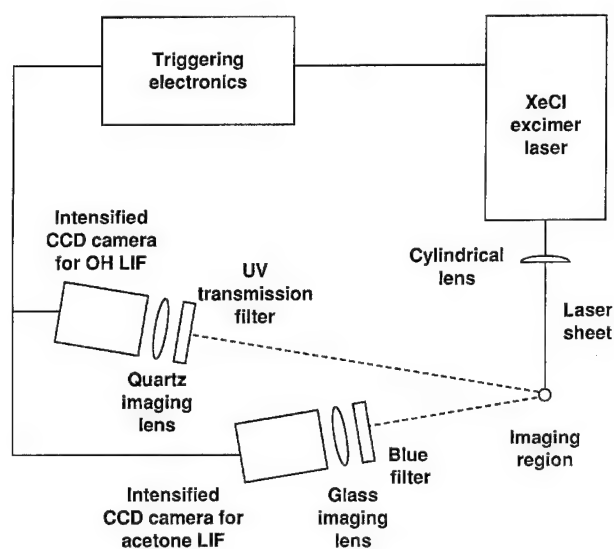 Triggering
electronics
XeCl
excimer
laser
Intensified
CCD camera
for OH LIF
UV
transmission
filter
Cylindrical
lens
Laser
sheet
Quartz
imaging
lens
Imaging
region
Blue
filter
Intensified
CCD camera for
acetone LIF
Glass
imaging
lens